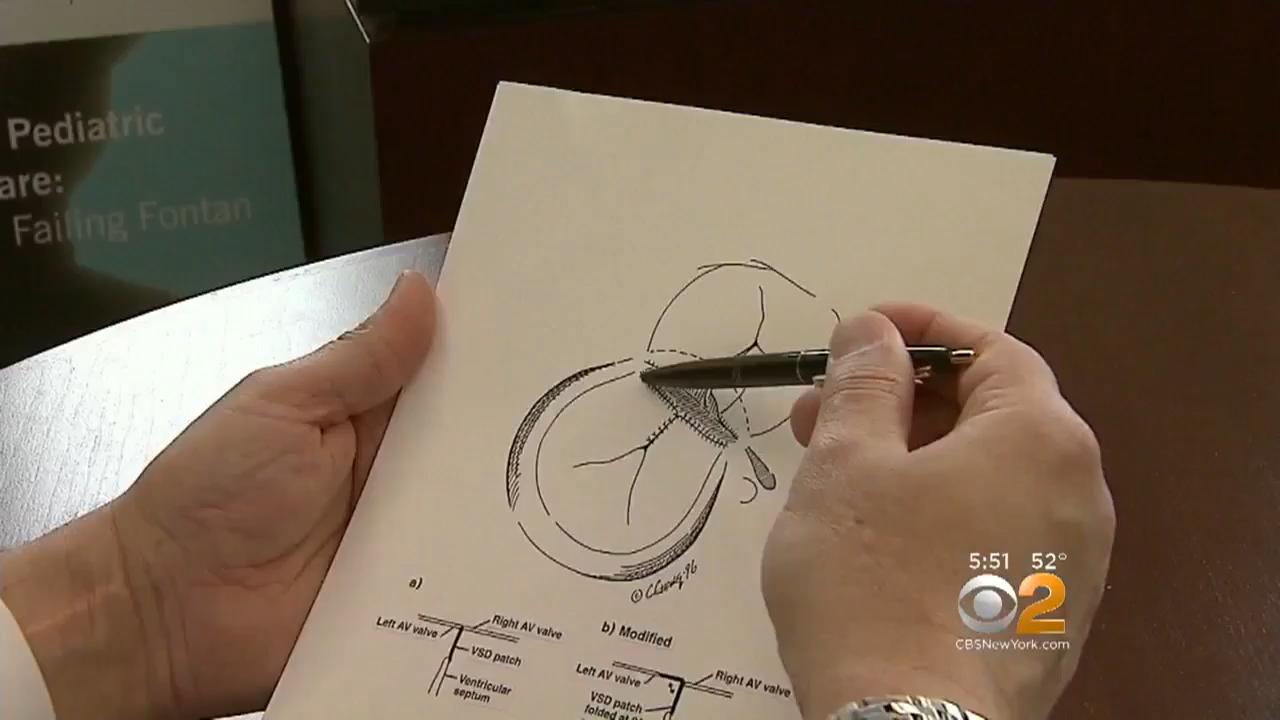 Pediatric
are:
Failing Fontan
© CCheng '96
a)
Left AV valve
Right AV valve
VSD patch
Ventricular
septum
b) Modified
Left AV valve
Right AV valve
VSD patch
folded at
5:51 52°
2
CBSNewYork.com